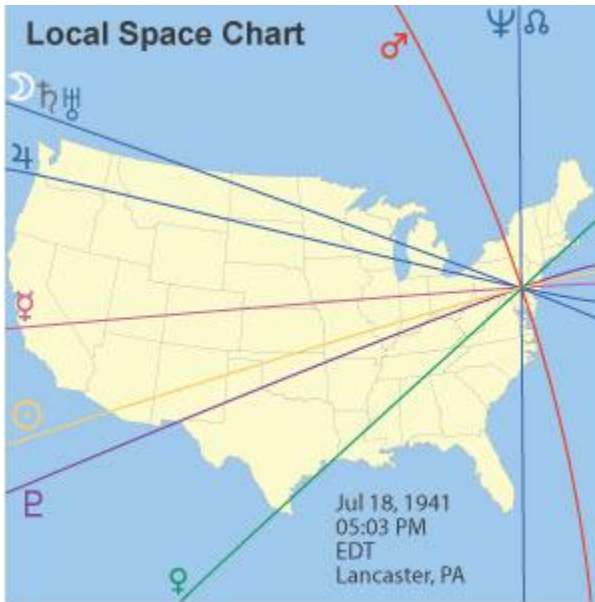 Local Space Chart
♂
♆ ☊
☽ ♄ ♅
♃
☿
☉
♇
♀
Jul 18, 1941
05:03 PM
EDT
Lancaster, PA